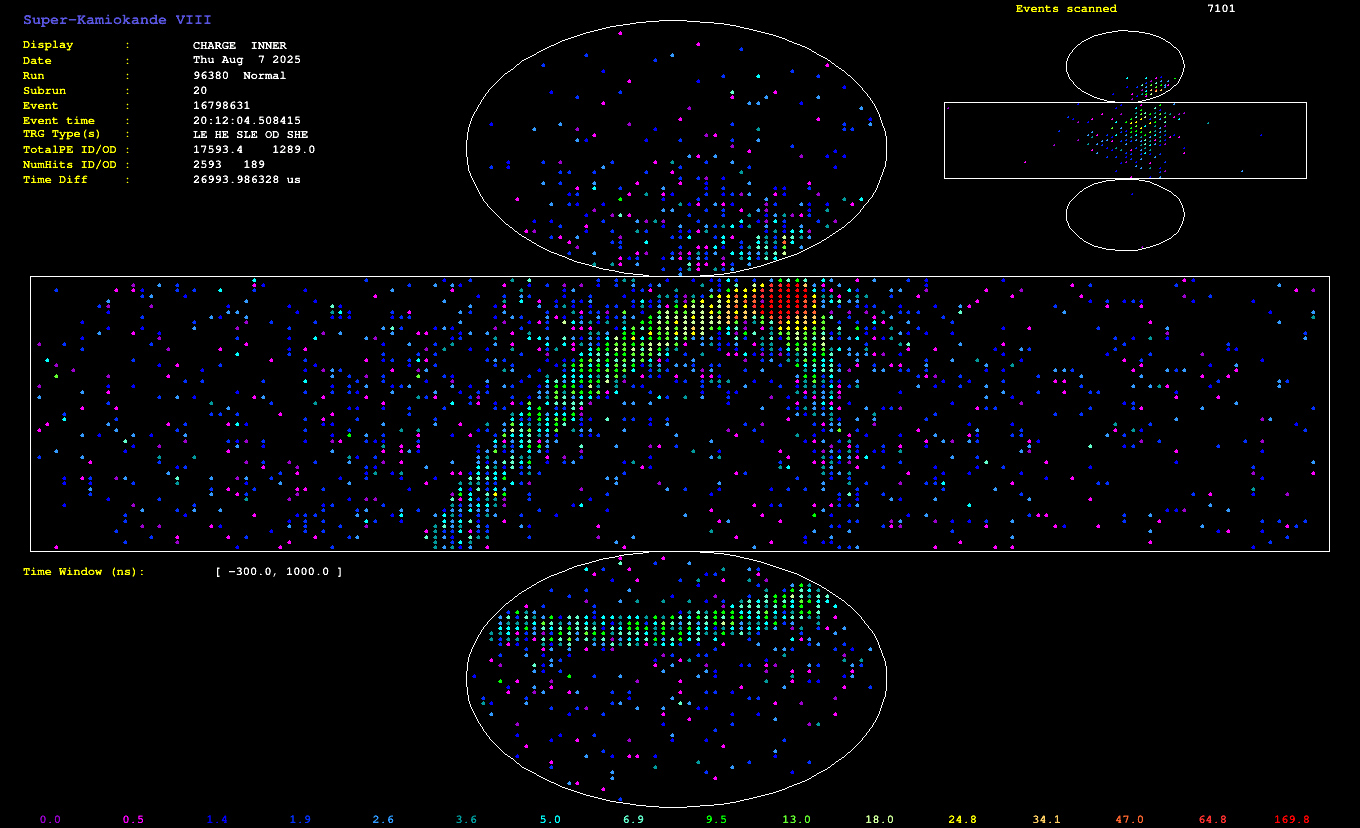 Super-Kamiokande VIII
Events scanned 7101
Display : CHARGE INNER
Date : Thu Aug 7 2025
Run : 96380 Normal
Subrun : 20
Event : 16798631
Event time : 20:12:04.508415
TRG Type(s) : LE HE SLE OD SHE
TotalPE ID/OD : 17593.4 1289.0
NumHits ID/OD : 2593 189
Time Diff : 26993.986328 us
Time Window (ns): [ -300.0, 1000.0 ]
0.0 0.5 1.4 1.9 2.6 3.6 5.0 6.9 9.5 13.0 18.0 24.8 34.1 47.0 64.8 169.8